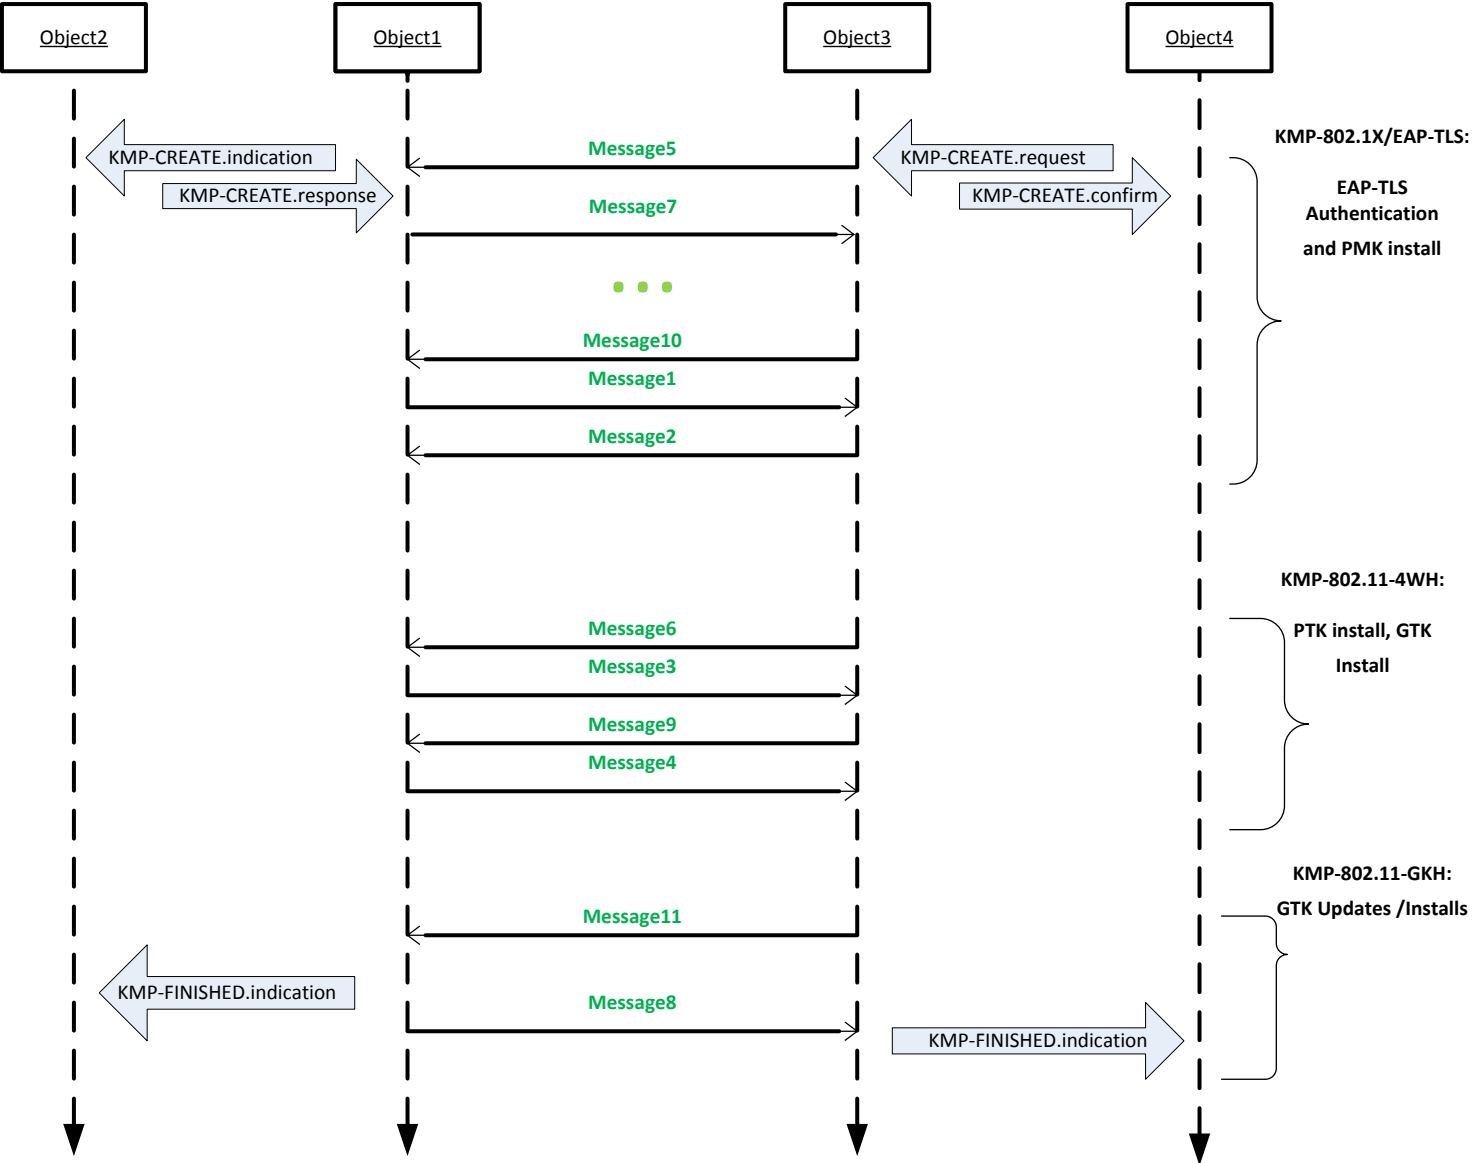 Object2
Object1
Object3
Object4
KMP-802.1X/EAP-TLS:
KMP-CREATE.indication
Message5
KMP-CREATE.request
KMP-CREATE.response
KMP-CREATE.confirm
EAP-TLS
Authentication
and PMK install
Message7
...
Message10
Message1
Message2
KMP-802.11-4WH:
Message6
PTK install, GTK
Install
Message3
Message9
Message4
KMP-802.11-GKH:
GTK Updates /Installs
Message11
KMP-FINISHED.indication
Message8
KMP-FINISHED.indication